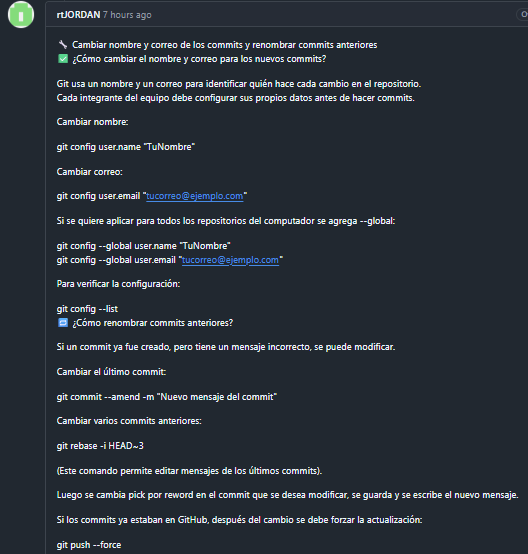 rtJORDAN 7 hours ago
🔧 Cambiar nombre y correo de los commits y renombrar commits anteriores
✅ ¿Cómo cambiar el nombre y correo para los nuevos commits?
Git usa un nombre y un correo para identificar quién hace cada cambio en el repositorio.
Cada integrante del equipo debe configurar sus propios datos antes de hacer commits.
Cambiar nombre:
git config user.name "TuNombre"
Cambiar correo:
git config user.email "tucorreo@ejemplo.com"
Si se quiere aplicar para todos los repositorios del computador se agrega --global:
git config --global user.name "TuNombre"
git config --global user.email "tucorreo@ejemplo.com"
Para verificar la configuración:
git config --list
🔁 ¿Cómo renombrar commits anteriores?
Si un commit ya fue creado, pero tiene un mensaje incorrecto, se puede modificar.
Cambiar el último commit:
git commit --amend -m "Nuevo mensaje del commit"
Cambiar varios commits anteriores:
git rebase -i HEAD~3
(Este comando permite editar mensajes de los últimos commits).
Luego se cambia pick por reword en el commit que se desea modificar, se guarda y se escribe el nuevo mensaje.
Si los commits ya estaban en GitHub, después del cambio se debe forzar la actualización:
git push --force